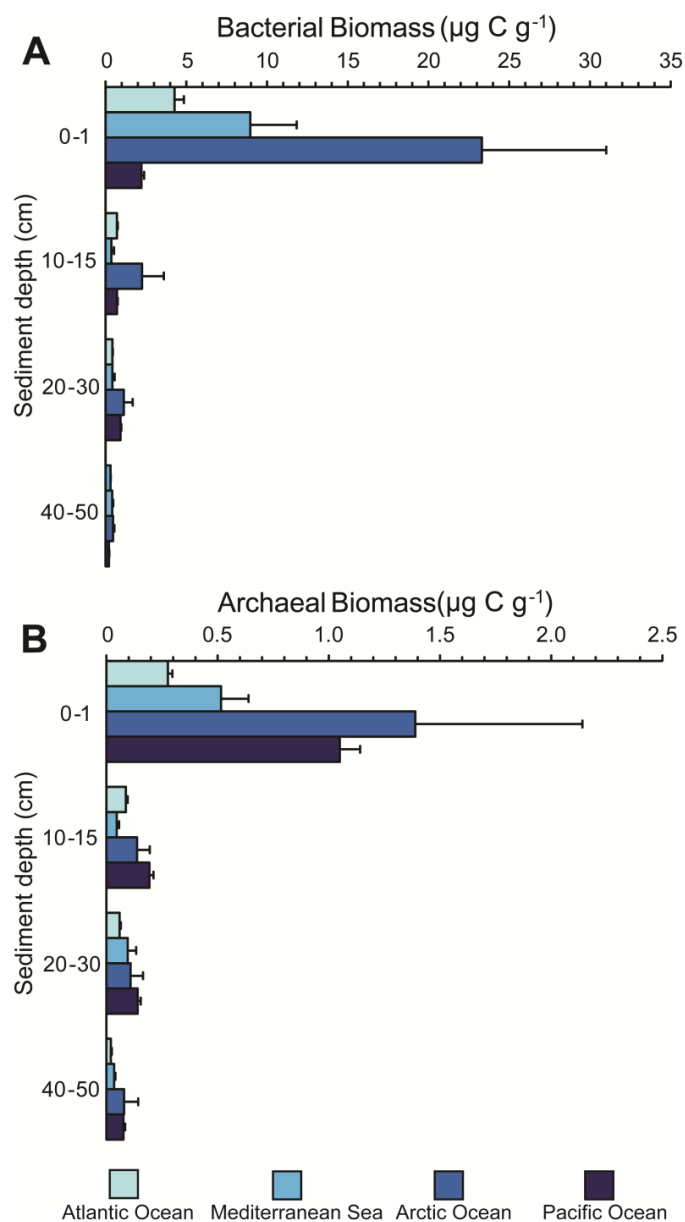 A
Bacterial Biomass (µg C g-1)
0 5 10 15 20 25 30 35
Sediment depth (cm)
0-1
10-15
20-30
40-50
B
Archaeal Biomass(µg C g-1)
0 0.5 1.0 1.5 2.0 2.5
Sediment depth (cm)
0-1
10-15
20-30
40-50
Atlantic Ocean Mediterranean Sea Arctic Ocean Pacific Ocean